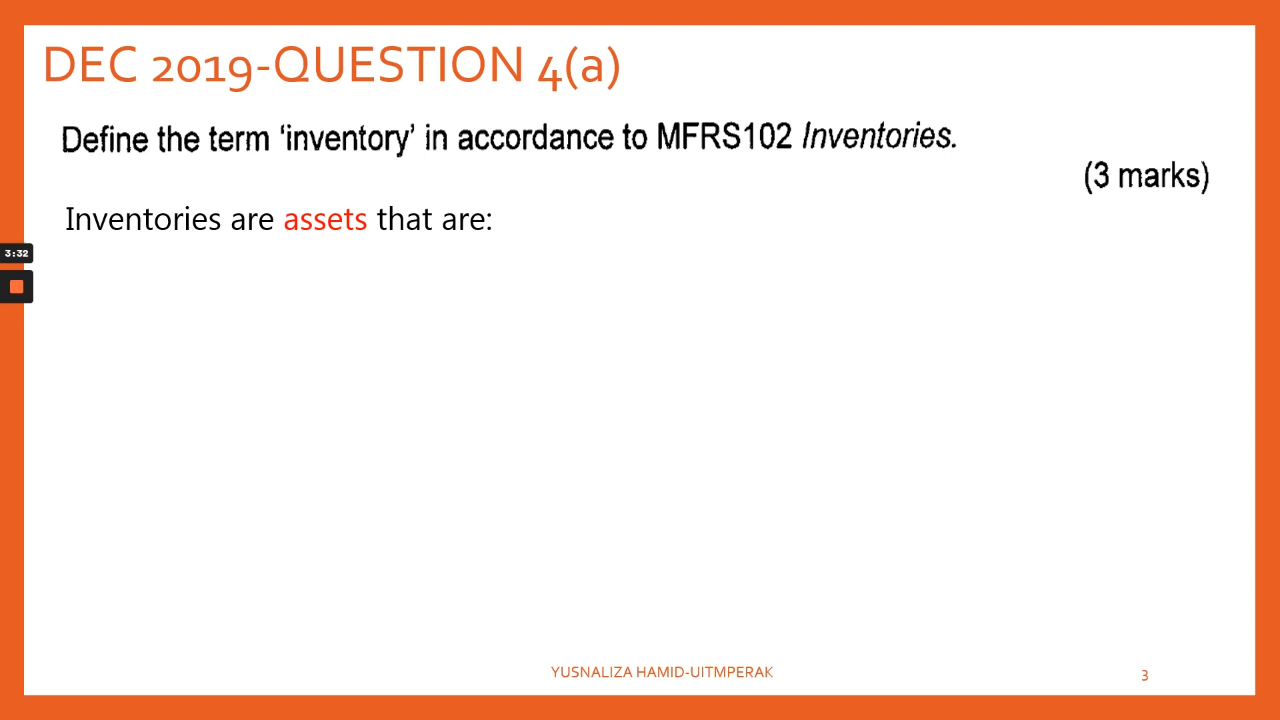 DEC 2019-QUESTION 4(a)
Define the term ‘inventory’ in accordance to MFRS102 Inventories.
(3 marks)
Inventories are assets that are:
3:32
YUSNALIZA HAMID-UITMPERAK
3